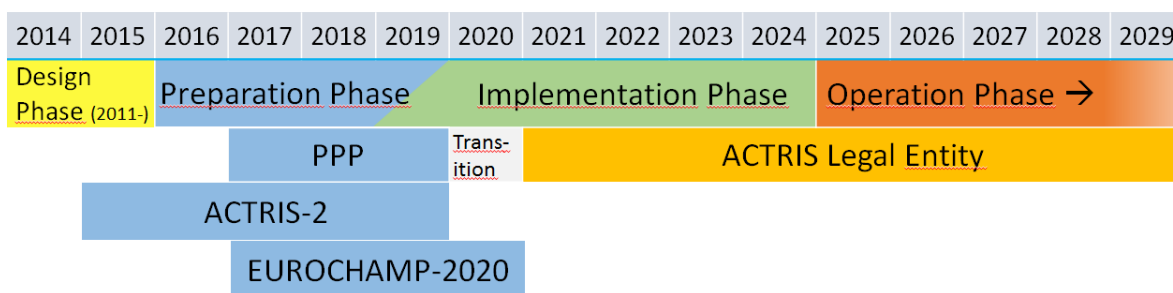 2014 2015 2016 2017 2018 2019 2020 2021 2022 2023 2024 2025 2026 2027 2028 2029
Design
Phase (2011-)
Preparation Phase
Implementation Phase
Operation Phase →
PPP
Trans-
ition
ACTRIS Legal Entity
ACTRIS-2
EUROCHAMP-2020